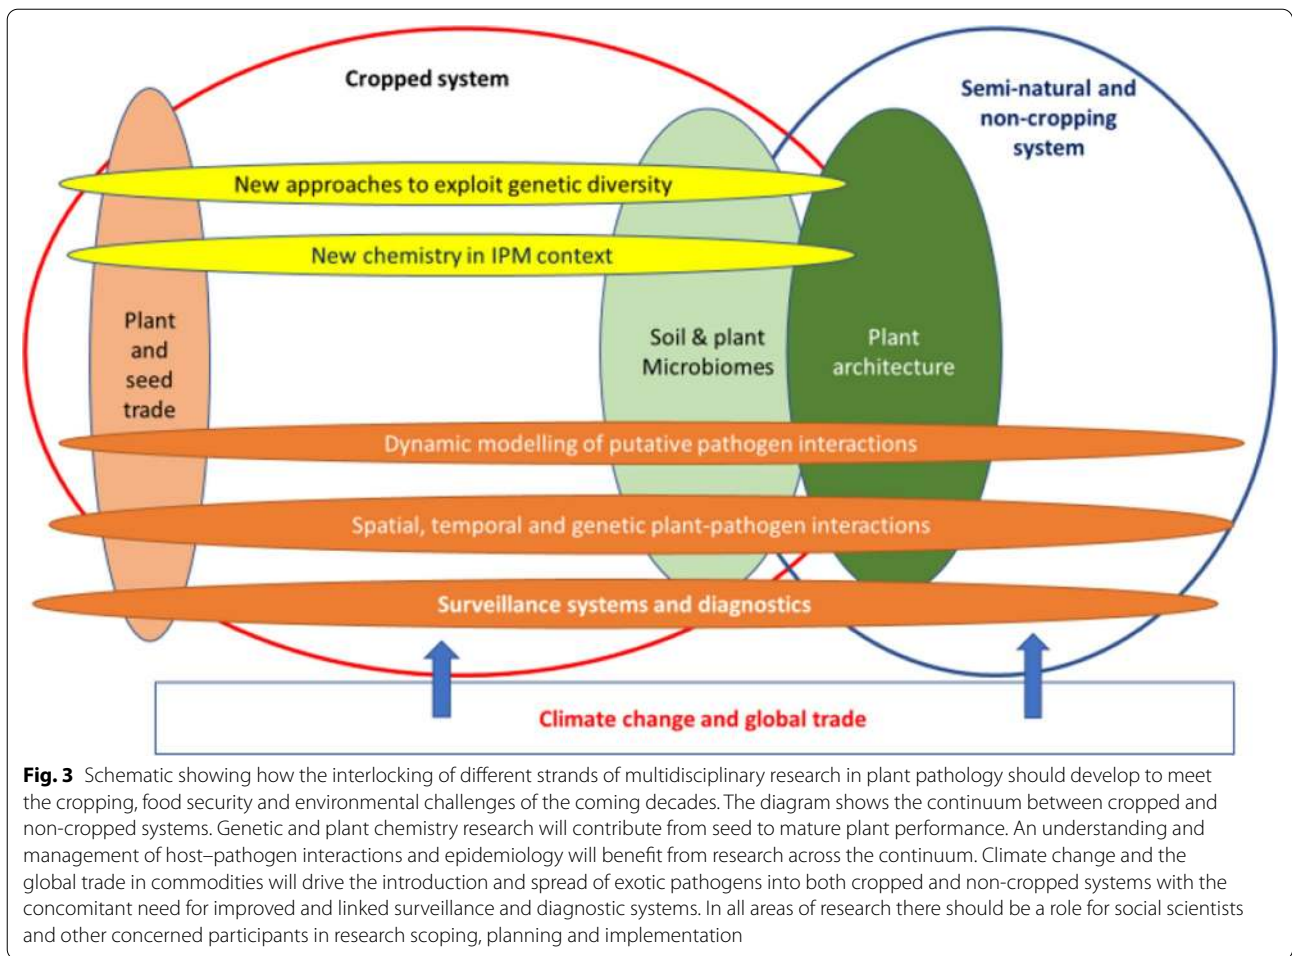 Cropped system
Semi-natural and
non-cropping
system
New approaches to exploit genetic diversity
New chemistry in IPM context
Plant
and
seed
trade
Soil & plant
Microbiomes
Plant
architecture
Dynamic modelling of putative pathogen interactions
Spatial, temporal and genetic plant-pathogen interactions
Surveillance systems and diagnostics
Climate change and global trade
Fig. 3 Schematic showing how the interlocking of different strands of multidisciplinary research in plant pathology should develop to meet
the cropping, food security and environmental challenges of the coming decades. The diagram shows the continuum between cropped and
non-cropped systems. Genetic and plant chemistry research will contribute from seed to mature plant performance. An understanding and
management of host–pathogen interactions and epidemiology will benefit from research across the continuum. Climate change and the
global trade in commodities will drive the introduction and spread of exotic pathogens into both cropped and non-cropped systems with the
concomitant need for improved and linked surveillance and diagnostic systems. In all areas of research there should be a role for social scientists
and other concerned participants in research scoping, planning and implementation